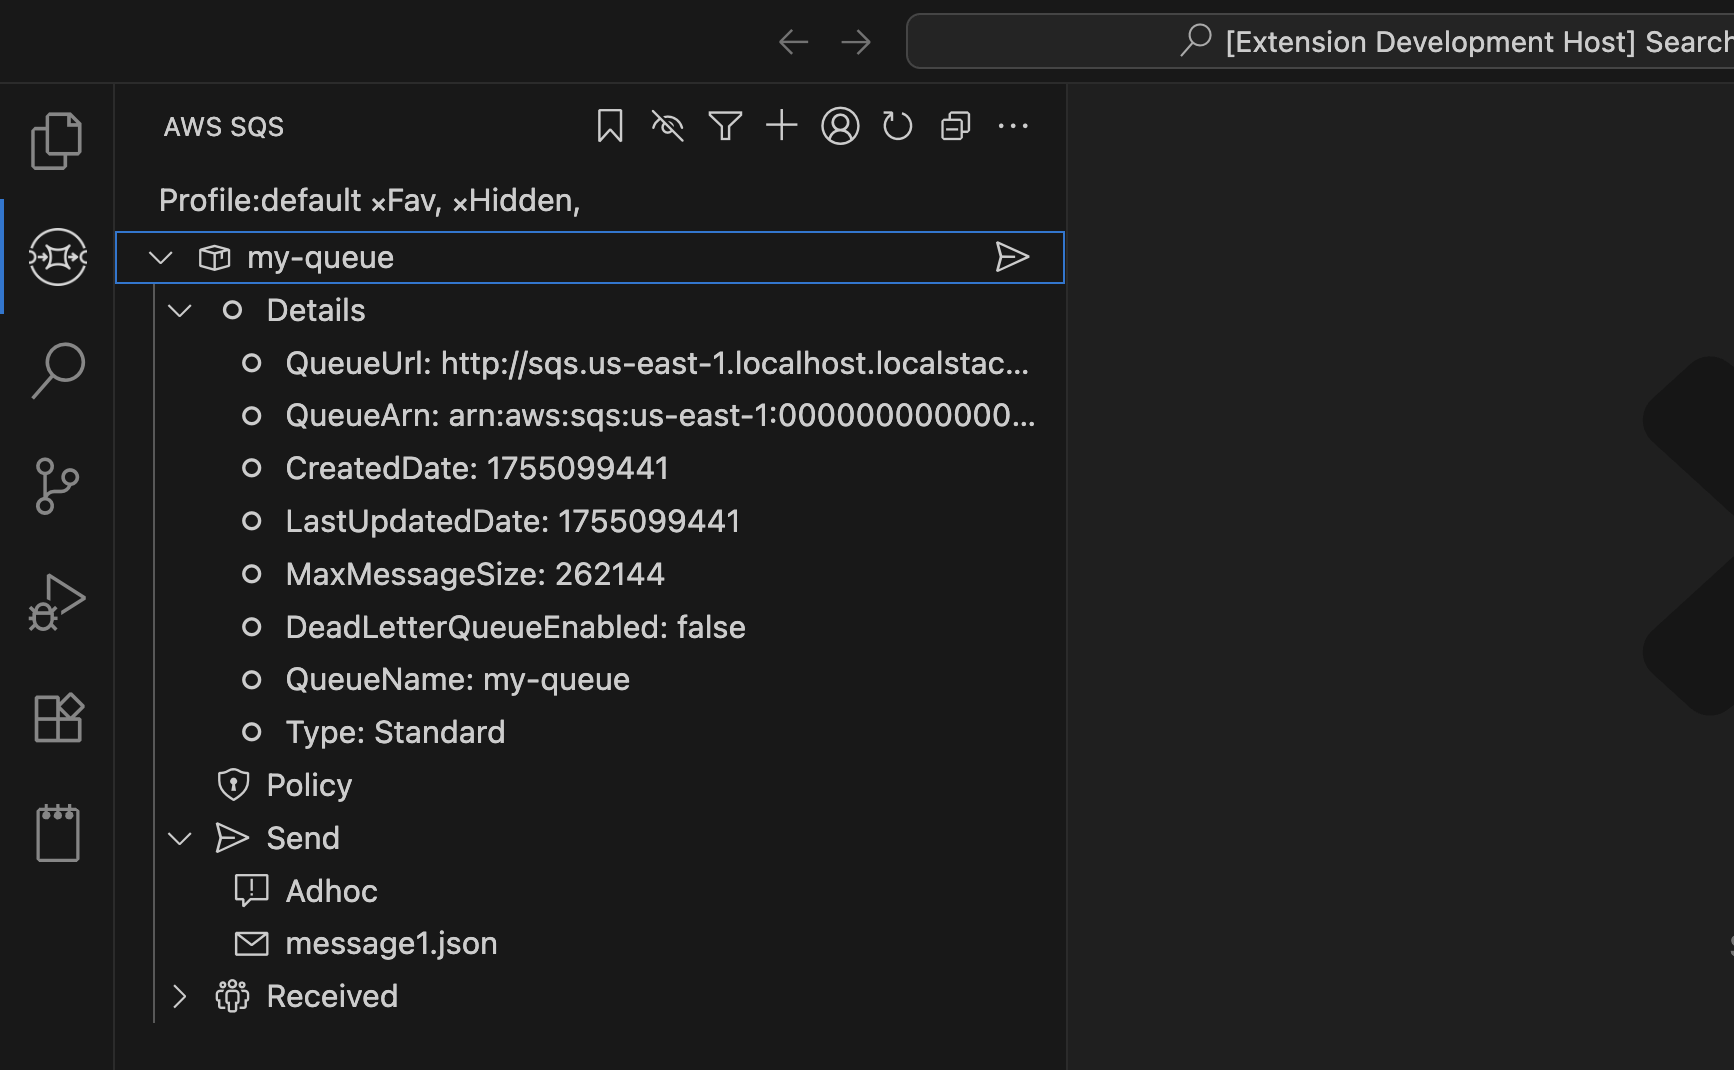 [Extension Development Host] Search
AWS SQS
Profile:default ×Fav, ×Hidden,
my-queue
Details
QueueUrl: http://sqs.us-east-1.localhost.localstac...
QueueArn: arn:aws:sqs:us-east-1:000000000000...
CreatedDate: 1755099441
LastUpdatedDate: 1755099441
MaxMessageSize: 262144
DeadLetterQueueEnabled: false
QueueName: my-queue
Type: Standard
Policy
Send
Adhoc
message1.json
Received